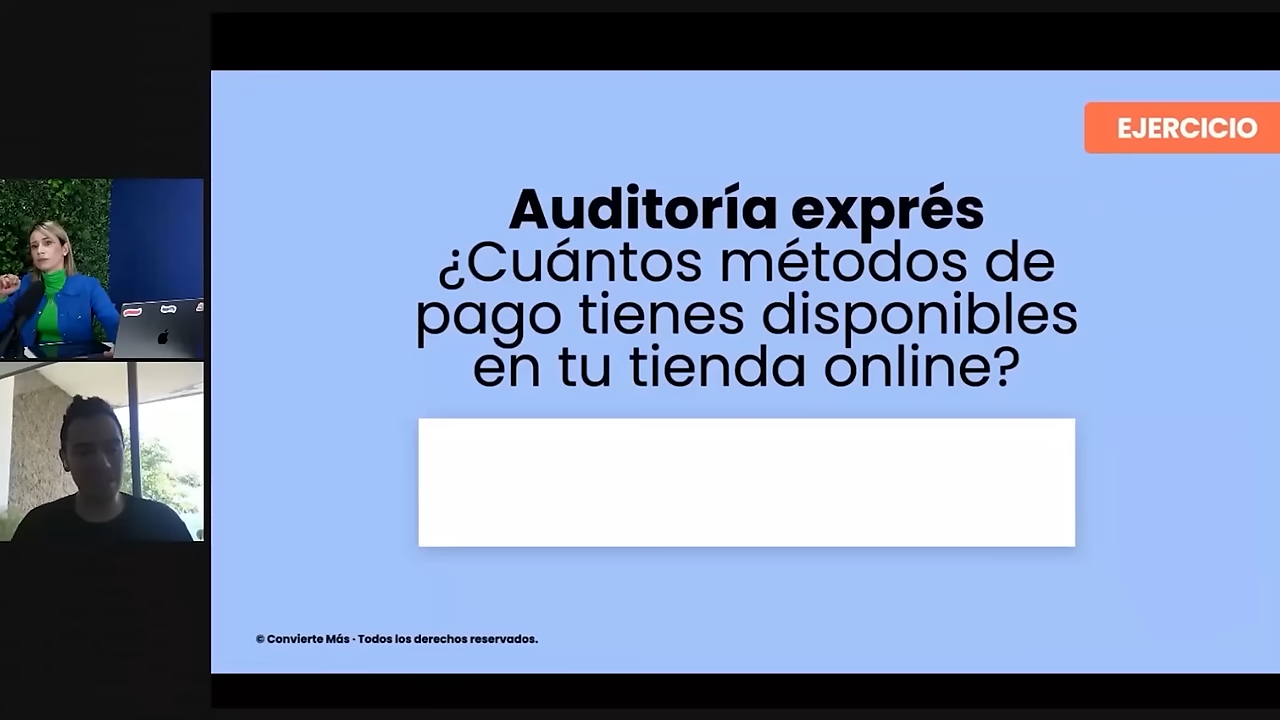 EJERCICIO
Auditoría exprés
¿Cuántos métodos de
pago tienes disponibles
en tu tienda online?
© Convierte Más · Todos los derechos reservados.